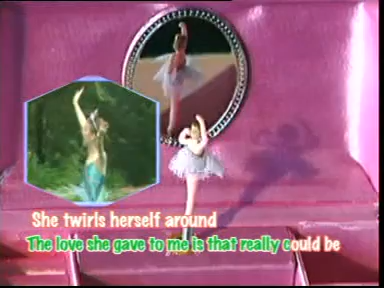 She twirls herself around
The love she gave to me is that really could be